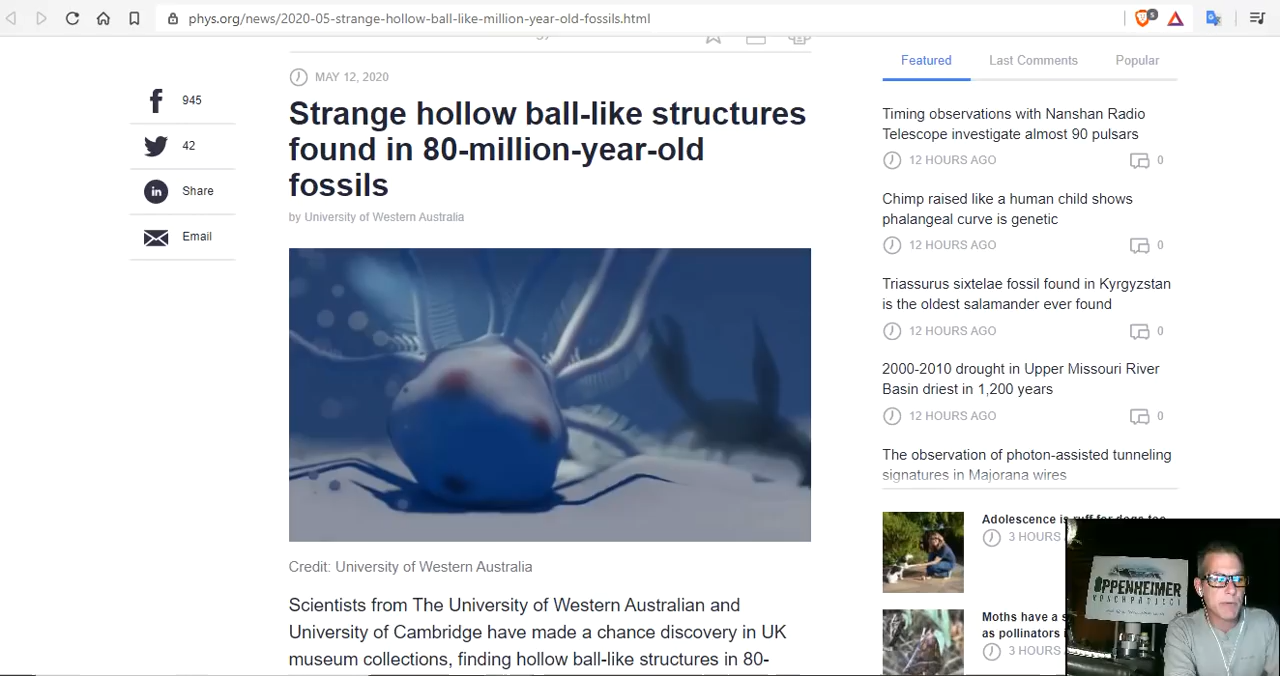 phys.org/news/2020-05-strange-hollow-ball-like-million-year-old-fossils.html
5
945
42
Share
Email
MAY 12, 2020
Strange hollow ball-like structures
found in 80-million-year-old
fossils
by University of Western Australia
Credit: University of Western Australia
Scientists from The University of Western Australian and
University of Cambridge have made a chance discovery in UK
museum collections, finding hollow ball-like structures in 80-
Featured Last Comments Popular
Timing observations with Nanshan Radio
Telescope investigate almost 90 pulsars
12 HOURS AGO 0
Chimp raised like a human child shows
phalangeal curve is genetic
12 HOURS AGO 0
Triassurus sixtelae fossil found in Kyrgyzstan
is the oldest salamander ever found
12 HOURS AGO 0
2000-2010 drought in Upper Missouri River
Basin driest in 1,200 years
12 HOURS AGO 0
The observation of photon-assisted tunneling
signatures in Majorana wires
Adolescence is ruff for dogs too
3 HOURS
Moths have a s
as pollinators
3 HOURS
OPPENHEIMER